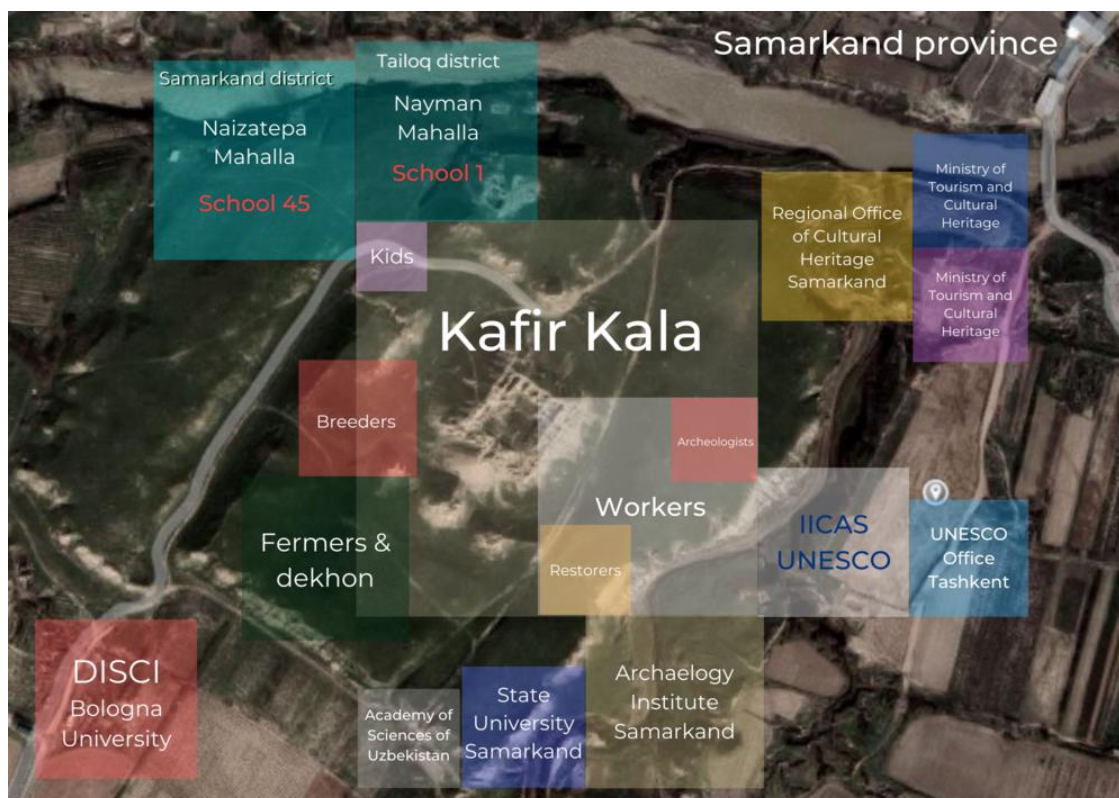 Samarkand province
Samarkand district
Naizatepa
Mahalla
School 45
Tailoq district
Nayman
Mahalla
School 1
Kids
Regional Office
of Cultural
Heritage
Samarkand
Ministry of
Tourism and
Cultural
Heritage
Ministry of
Tourism and
Cultural
Heritage
Kafir Kala
Breeders
Archeologists
Workers
Fermers &
dekhon
Restorers
IICAS
UNESCO
UNESCO
Office
Tashkent
DISCI
Bologna
University
Academy of
Sciences of
Uzbekistan
State
University
Samarkand
Archaelogy
Institute
Samarkand